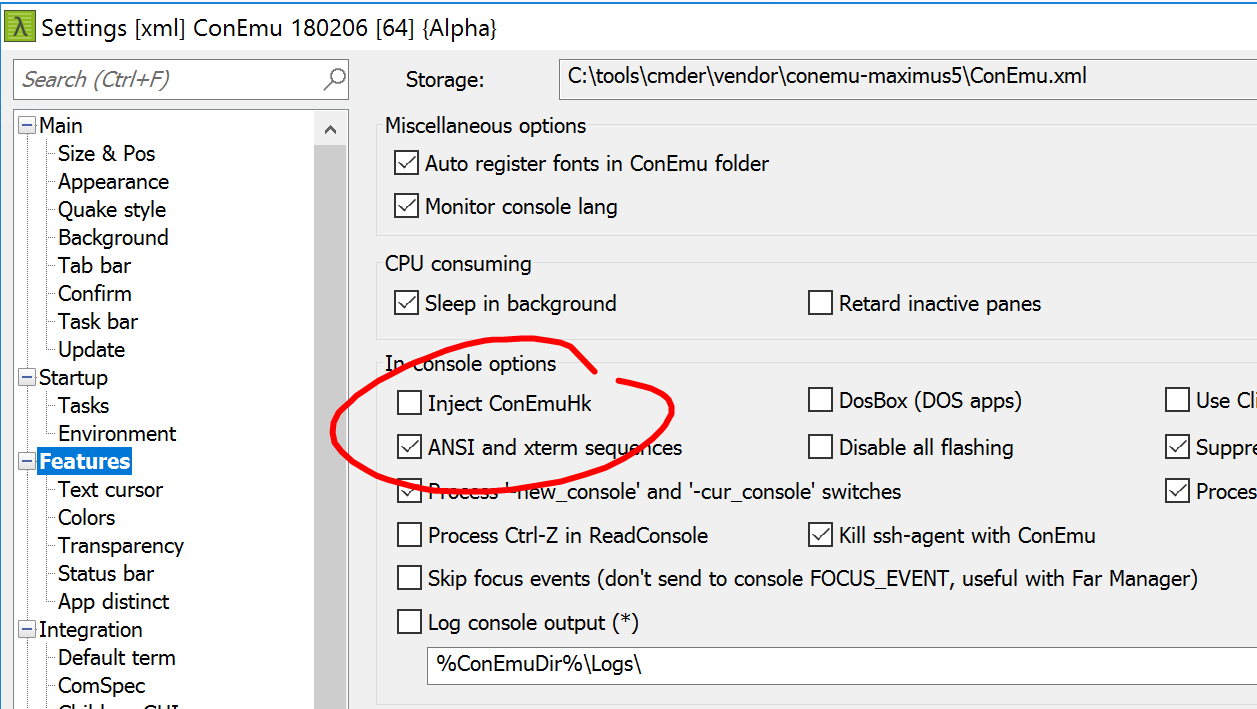 Settings [xml] ConEmu 180206 [64] {Alpha}
Search (Ctrl+F)
Storage:
C:\tools\cmder\vendor\conemu-maximus5\ConEmu.xml
Main
Size & Pos
Appearance
Quake style
Background
Tab bar
Confirm
Task bar
Update
Startup
Tasks
Environment
Features
Text cursor
Colors
Transparency
Status bar
App distinct
Integration
Default term
ComSpec
Miscellaneous options
Auto register fonts in ConEmu folder
Monitor console lang
CPU consuming
Sleep in background
Retard inactive panes
In-console options
Inject ConEmuHk
DosBox (DOS apps)
Use Cli
ANSI and xterm sequences
Disable all flashing
Suppre
Process '-new_console' and '-cur_console' switches
Proces
Process Ctrl-Z in ReadConsole
Kill ssh-agent with ConEmu
Skip focus events (don't send to console FOCUS_EVENT, useful with Far Manager)
Log console output (*)
%ConEmuDir%\Logs\